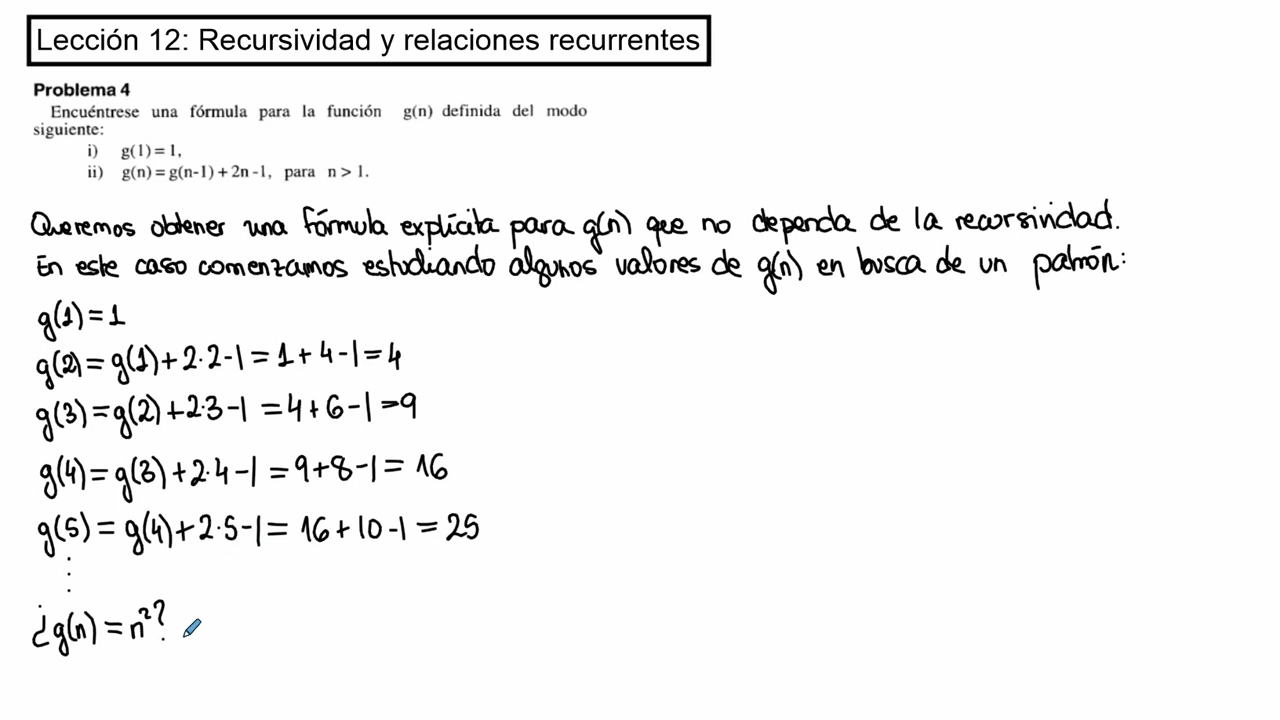 Lección 12: Recursividad y relaciones recurrentes
Problema 4
Encuéntrese una fórmula para la función g(n) definida del modo
siguiente:
i) g(1)=1,
ii) g(n)=g(n-1)+2n-1, para n > 1.
Queremos obtener una fórmula explícita para g(n) que no dependa de la recursividad.
En este caso comenzamos estudiando algunos valores de g(n) en busca de un patrón:
g(1)=1
g(2)=g(1)+2·2-1=1+4-1=4
g(3)=g(2)+2·3-1=4+6-1=9
g(4)=g(3)+2·4-1=9+8-1=16
g(5)=g(4)+2·5-1=16+10-1=25
⋮
¿g(n)=n²?